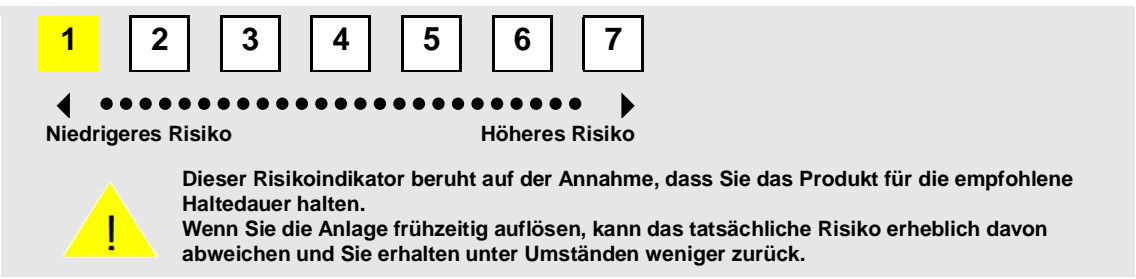 1 2 3 4 5 6 7
Niedrigeres Risiko Höheres Risiko
! Dieser Risikoindikator beruht auf der Annahme, dass Sie das Produkt für die empfohlene
Haltedauer halten.
Wenn Sie die Anlage frühzeitig auflösen, kann das tatsächliche Risiko erheblich davon
abweichen und Sie erhalten unter Umständen weniger zurück.